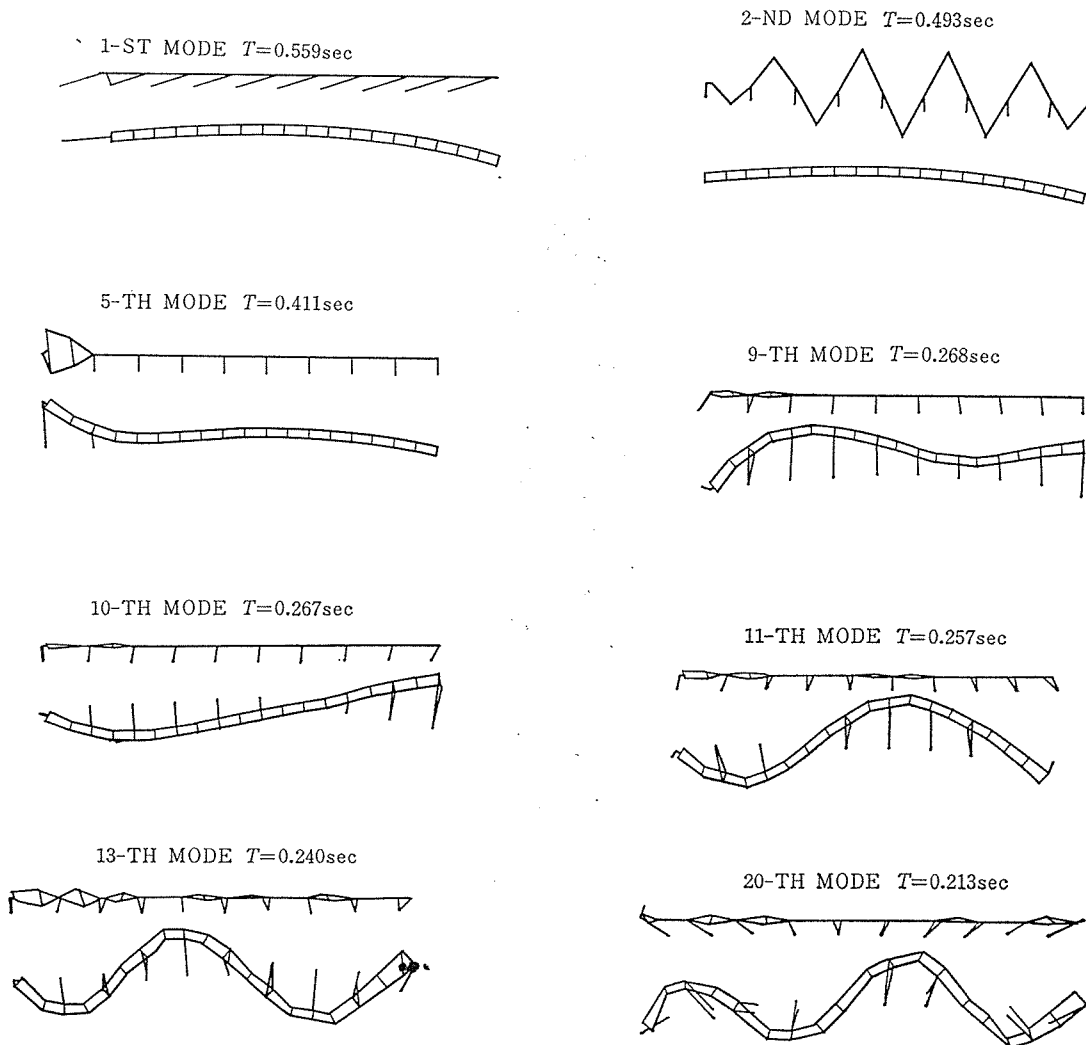 1-ST MODE T=0.559sec
2-ND MODE T=0.493sec
5-TH MODE T=0.411sec
9-TH MODE T=0.268sec
10-TH MODE T=0.267sec
11-TH MODE T=0.257sec
13-TH MODE T=0.240sec
20-TH MODE T=0.213sec